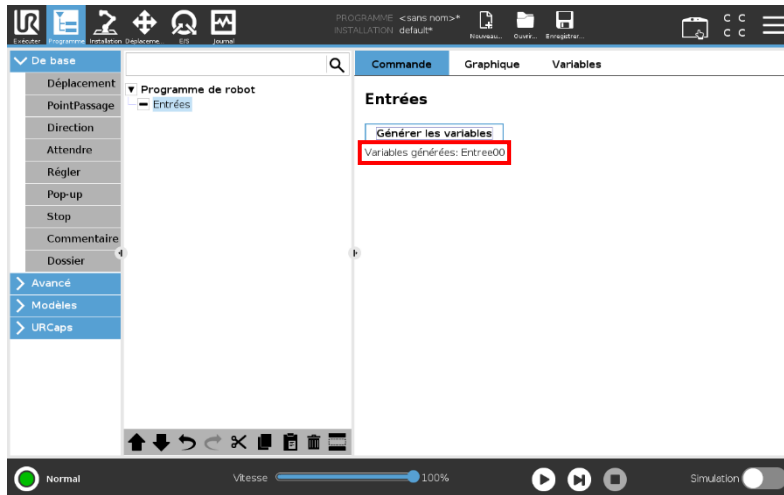 UR
PROGRAMME <sans nom>*
INSTALLATION default*
Exécuter Programme Installation Déplaceme... E/S Journal
Nouveau... Ouvrir... Enregistrer...
C C
C C
De base
Déplacement
PointPassage
Direction
Attendre
Régler
Pop-up
Stop
Commentaire
Dossier
Avancé
Modèles
URCaps
Programme de robot
Entrées
Commande Graphique Variables
Entrées
Générer les variables
Variables générées: Entree00
Normal
Vitesse 100%
Simulation